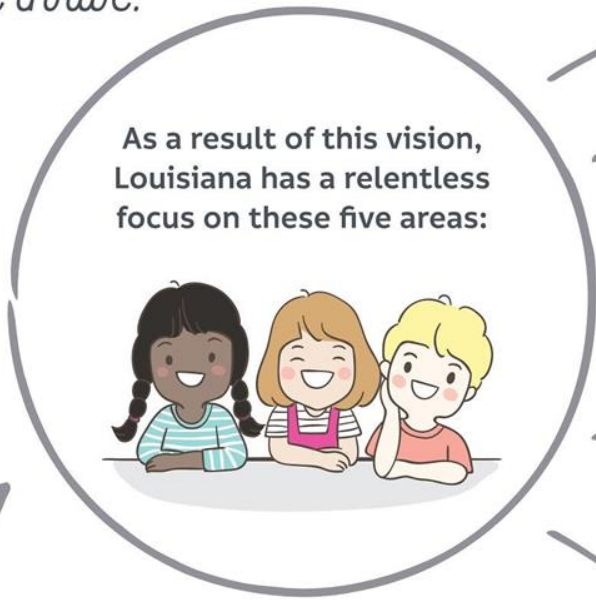 As a result of this vision,
Louisiana has a relentless
focus on these five areas: